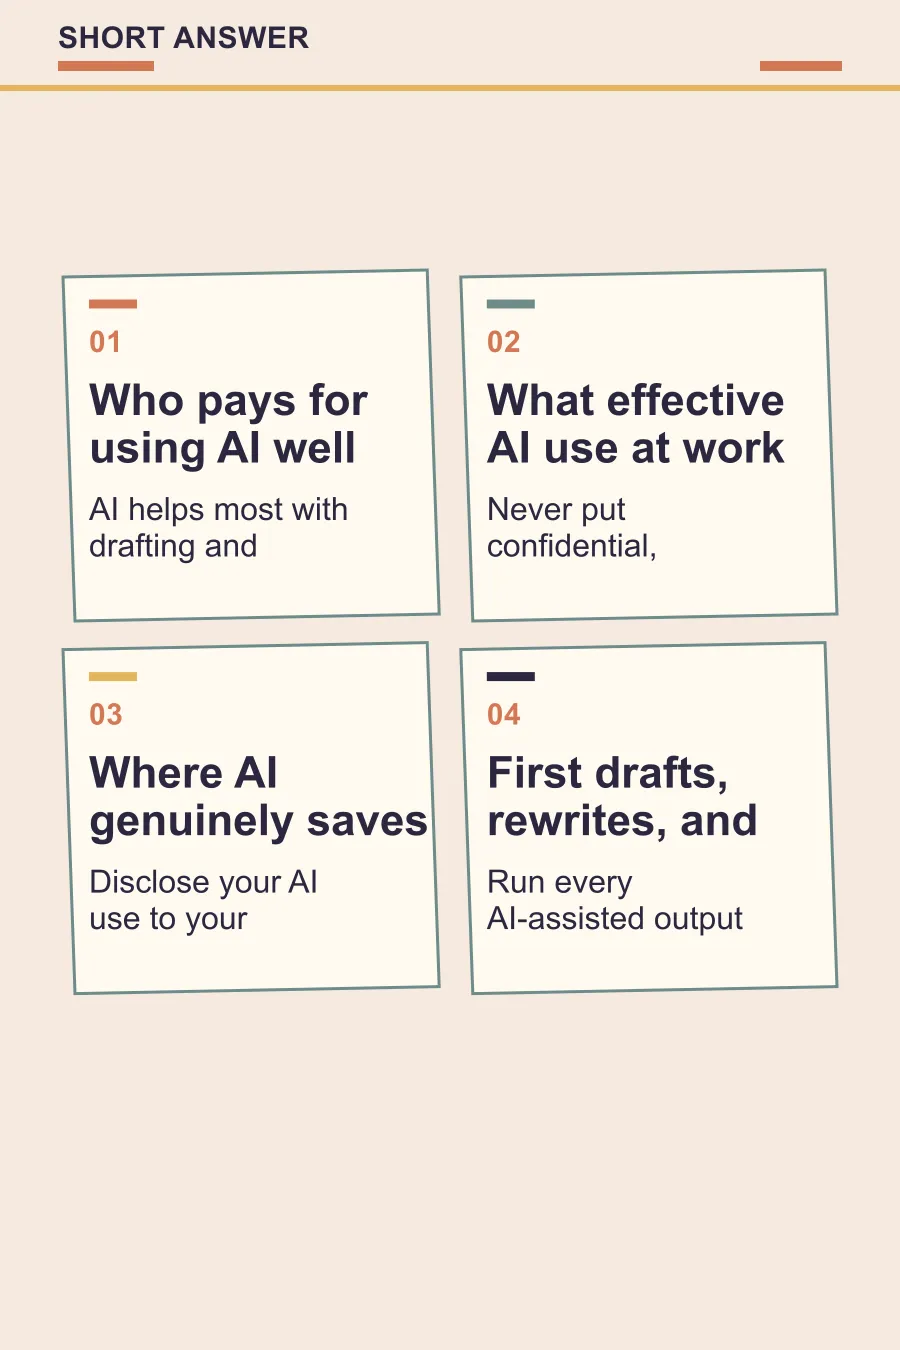 SHORT ANSWER
01
Who pays for
using AI well
AI helps most with
drafting and
02
What effective
AI use at work
Never put
confidential,
03
Where AI
genuinely saves
Disclose your AI
use to your
04
First drafts,
rewrites, and
Run every
AI-assisted output